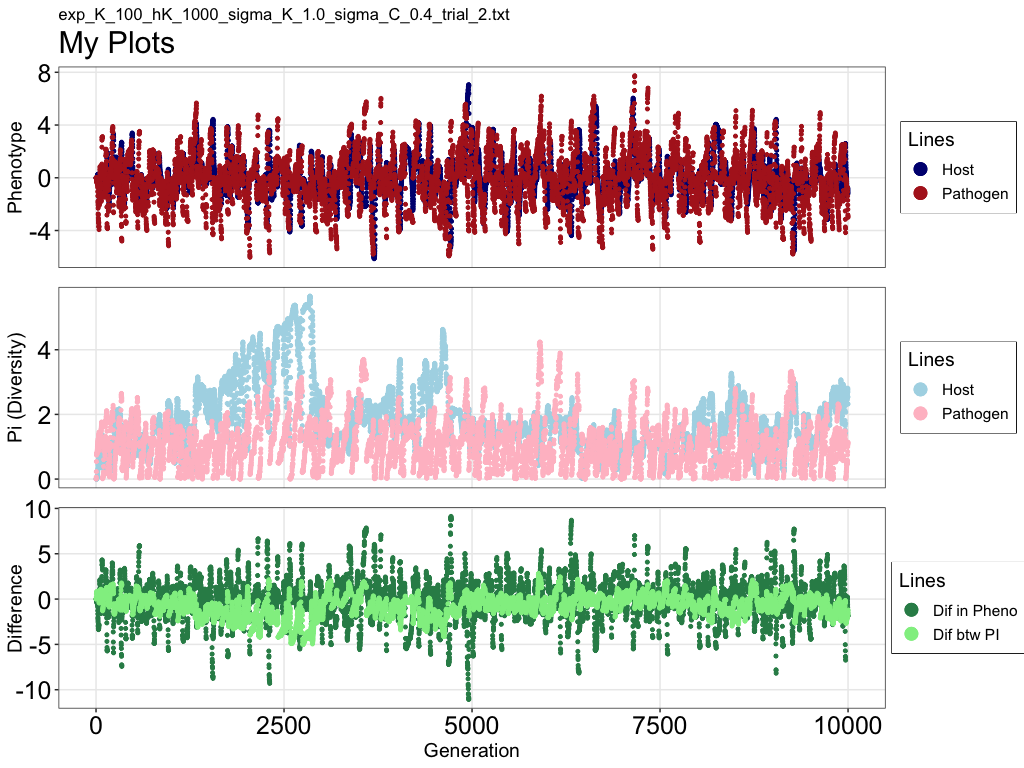 exp_K_100_hK_1000_sigma_K_1.0_sigma_C_0.4_trial_2.txt
My Plots
8
4
0
-4
Phenotype
Lines
Host
Pathogen
4
2
0
Pi (Diversity)
Lines
Host
Pathogen
10
5
0
-5
-10
Difference
Lines
Dif in Pheno
Dif btw PI
0
2500
5000
7500
10000
Generation